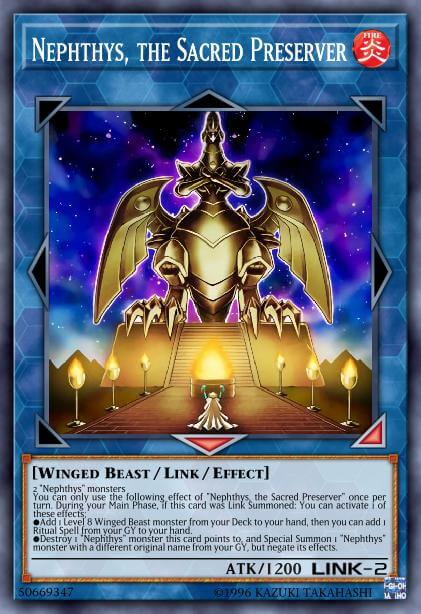 NEPHTHYS, THE SACRED PRESERVER
FIRE
炎
[WINGED BEAST / LINK / EFFECT]
2 "Nephthys" monsters
You can only use the following effect of "Nephthys, the Sacred Preserver" once per
turn. During your Main Phase, if this card was Link Summoned: You can activate 1 of
these effects;
●Add 1 Level 8 Winged Beast monster from your Deck to your hand, then you can add 1
Ritual Spell from your GY to your hand.
●Destroy 1 "Nephthys" monster this card points to, and Special Summon 1 "Nephthys"
monster with a different original name from your GY, but negate its effects.
ATK/1200 LINK-2
50669347
©1996 KAZUKI TAKAHASHI